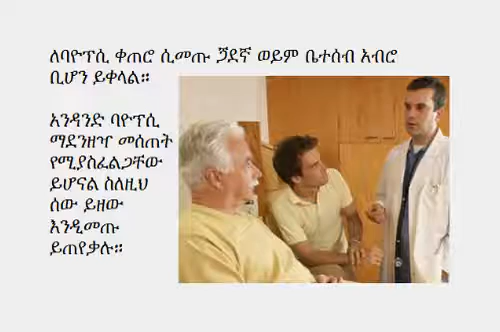 ለባዮፕሲ ቀጠሮ ሲመጡ ጓደኛ ወይም ቤተሰብ አብሮ
ቢሆን ይቀላል።
አንዳንድ ባዮፕሲ
ማደንዘዣ መሰጠት
የሚያስፈልጋቸው
ይሆናል ስለዚህ
ሰው ይዘው
እንዲመጡ
ይጠየቃሉ።